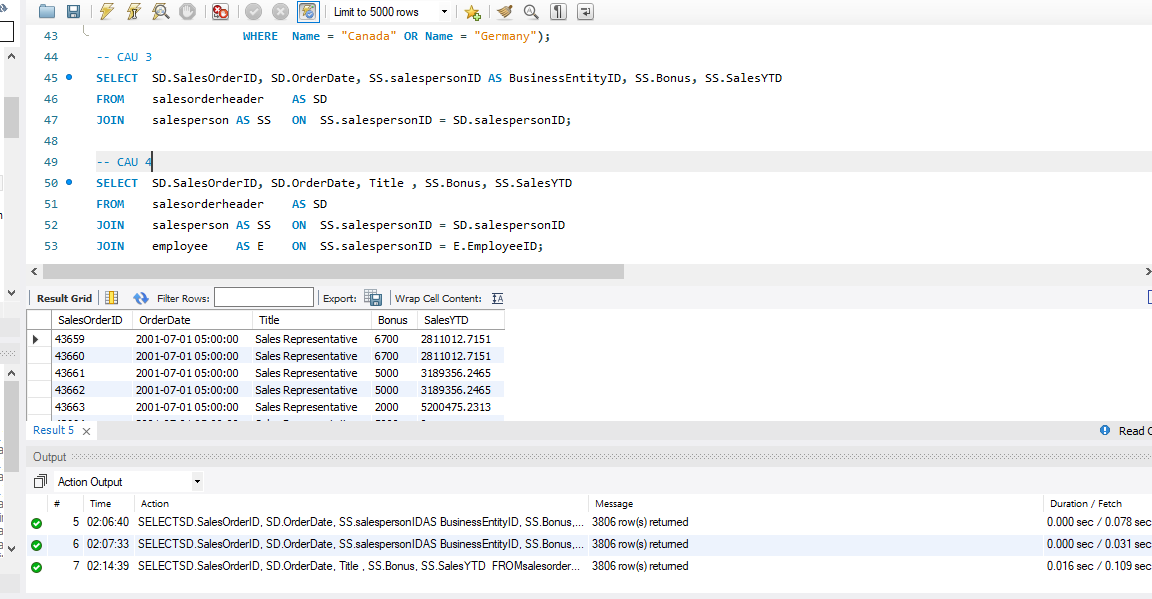 Limit to 5000 rows
43 WHERE Name = "Canada" OR Name = "Germany");
44 -- CAU 3
45 SELECT SD.SalesOrderID, SD.OrderDate, SS.salespersonID AS BusinessEntityID, SS.Bonus, SS.SalesYTD
46 FROM salesorderheader AS SD
47 JOIN salesperson AS SS ON SS.salespersonID = SD.salespersonID;
48
49 -- CAU 4
50 SELECT SD.SalesOrderID, SD.OrderDate, Title , SS.Bonus, SS.SalesYTD
51 FROM salesorderheader AS SD
52 JOIN salesperson AS SS ON SS.salespersonID = SD.salespersonID
53 JOIN employee AS E ON SS.salespersonID = E.EmployeeID;
Result Grid Filter Rows: Export: Wrap Cell Content:
SalesOrderID OrderDate Title Bonus SalesYTD
43659 2001-07-01 05:00:00 Sales Representative 6700 2811012.7151
43660 2001-07-01 05:00:00 Sales Representative 6700 2811012.7151
43661 2001-07-01 05:00:00 Sales Representative 5000 3189356.2465
43662 2001-07-01 05:00:00 Sales Representative 5000 3189356.2465
43663 2001-07-01 05:00:00 Sales Representative 2000 5200475.2313
Result 5 Read
Output
Action Output
# Time Action Message Duration / Fetch
5 02:06:40 SELECTSD.SalesOrderID, SD.OrderDate, SS.salespersonIDAS BusinessEntityID, SS.Bonus,... 3806 row(s) returned 0.000 sec / 0.078 sec
6 02:07:33 SELECTSD.SalesOrderID, SD.OrderDate, SS.salespersonIDAS BusinessEntityID, SS.Bonus,... 3806 row(s) returned 0.000 sec / 0.031 sec
7 02:14:39 SELECTSD.SalesOrderID, SD.OrderDate, Title , SS.Bonus, SS.SalesYTD FROMsalesorder... 3806 row(s) returned 0.016 sec / 0.109 sec